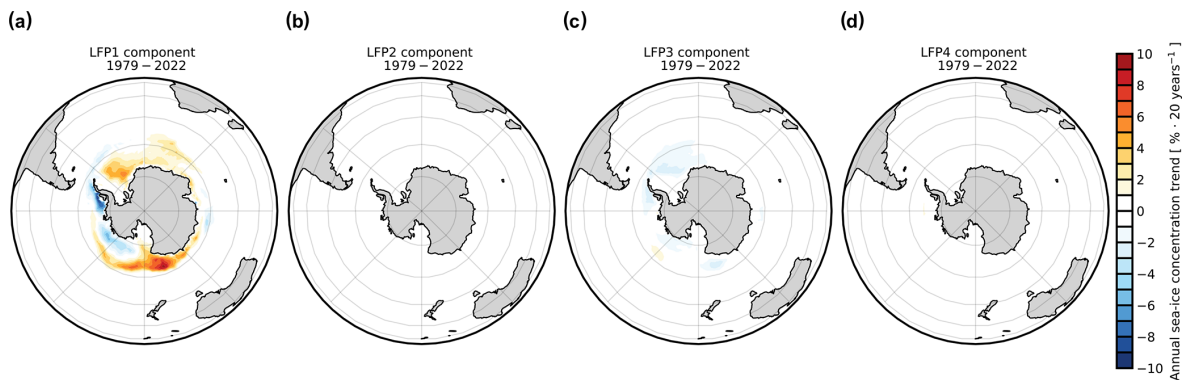 (a)
(b)
(c)
(d)
LFP1 component
1979 – 2022
LFP2 component
1979 – 2022
LFP3 component
1979 – 2022
LFP4 component
1979 – 2022
10
8
6
4
2
0
−2
−4
−6
−8
−10
Annual sea-ice concentration trend [ % · 20 years⁻¹ ]